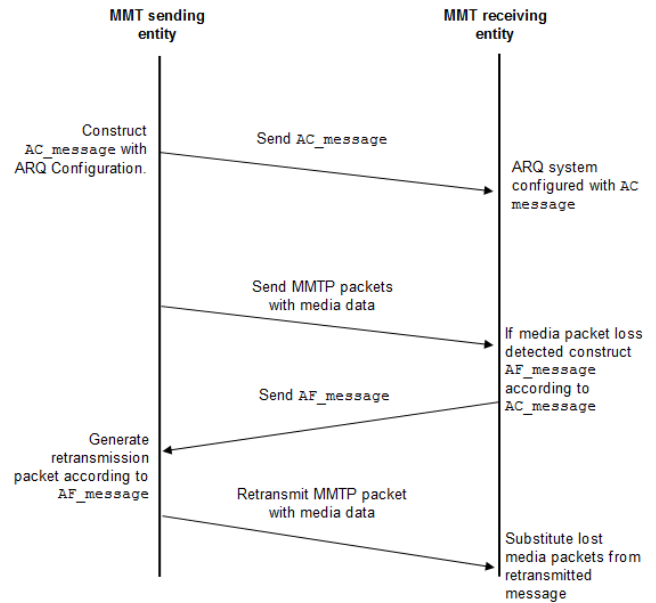 MMT sending
entity
MMT receiving
entity
Construct
AC_message with
ARQ Configuration.
Send AC_message
ARQ system
configured with AC
message
Send MMTP packets
with media data
If media packet loss
detected construct
AF_message
according to
AC_message
Send AF_message
Generate
retransmission
packet according to
AF_message
Retransmit MMTP packet
with media data
Substitute lost
media packets from
retransmitted
message